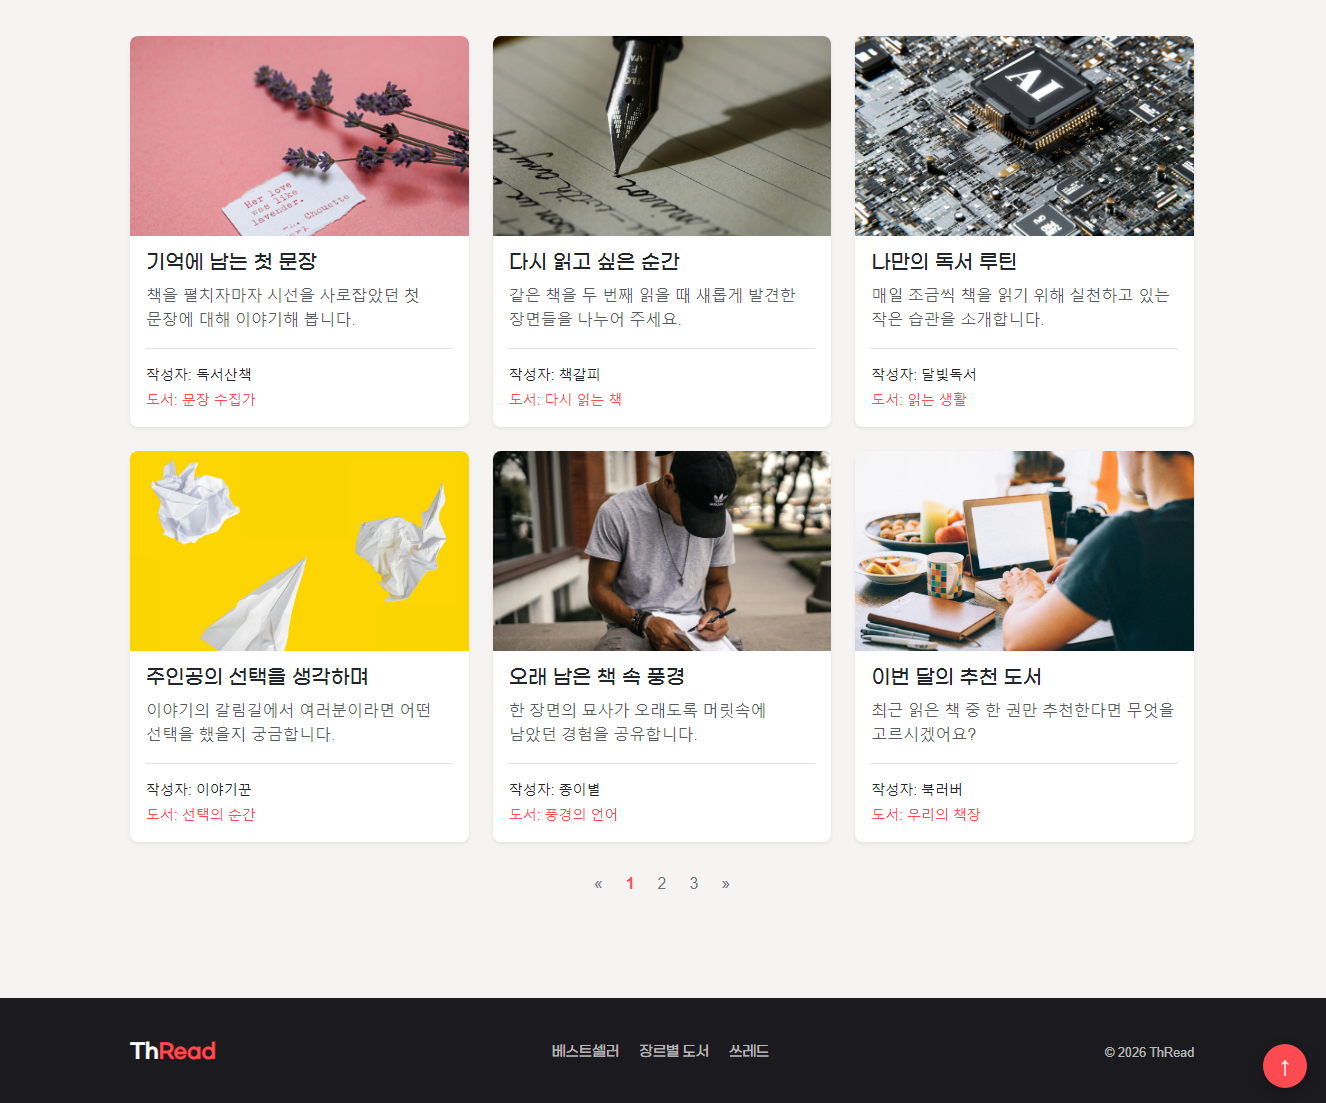 Her love
was like
lavender.
기억에 남는 첫 문장
책을 펼치자마자 시선을 사로잡았던 첫
문장에 대해 이야기해 봅니다.
작성자: 독서산책
도서: 문장 수집가
다시 읽고 싶은 순간
같은 책을 두 번째 읽을 때 새롭게 발견한
장면들을 나누어 주세요.
작성자: 책갈피
도서: 다시 읽는 책
AI
나만의 독서 루틴
매일 조금씩 책을 읽기 위해 실천하고 있는
작은 습관을 소개합니다.
작성자: 달빛독서
도서: 읽는 생활
주인공의 선택을 생각하며
이야기의 갈림길에서 여러분이라면 어떤
선택을 했을지 궁금합니다.
작성자: 이야기꾼
도서: 선택의 순간
오래 남은 책 속 풍경
한 장면의 묘사가 오래도록 머릿속에
남았던 경험을 공유합니다.
작성자: 종이별
도서: 풍경의 언어
이번 달의 추천 도서
최근 읽은 책 중 한 권만 추천한다면 무엇을
고르시겠어요?
작성자: 북러버
도서: 우리의 책장
« 1 2 3 »
ThRead
베스트셀러 장르별 도서 쓰레드
© 2026 ThRead
↑